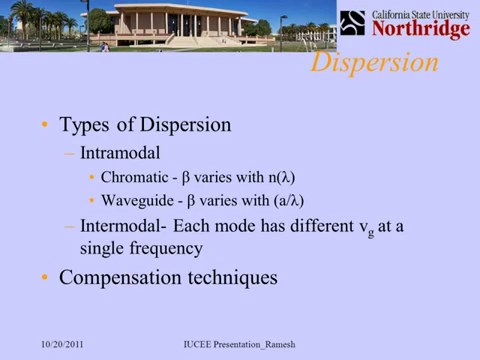 California State University
Northridge
Dispersion
• Types of Dispersion
– Intramodal
• Chromatic - β varies with n(λ)
• Waveguide - β varies with (a/λ)
– Intermodal- Each mode has different vg at a
single frequency
• Compensation techniques
10/20/2011 IUCEE Presentation_Ramesh